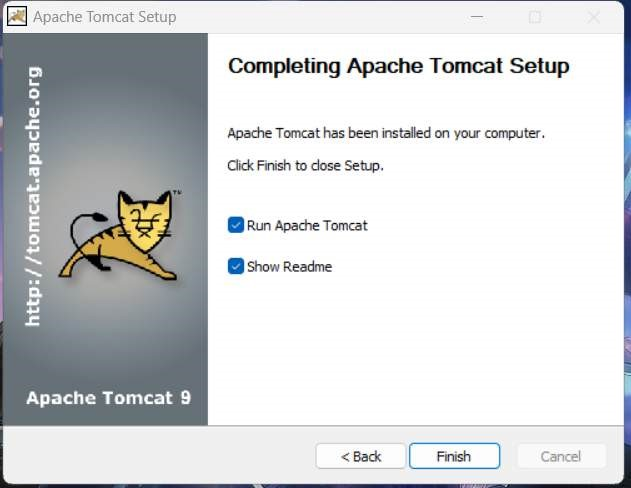 Apache Tomcat Setup
http://tomcat.apache.org
TM
Apache Tomcat 9
Completing Apache Tomcat Setup
Apache Tomcat has been installed on your computer.
Click Finish to close Setup.
Run Apache Tomcat
Show Readme
< Back
Finish
Cancel